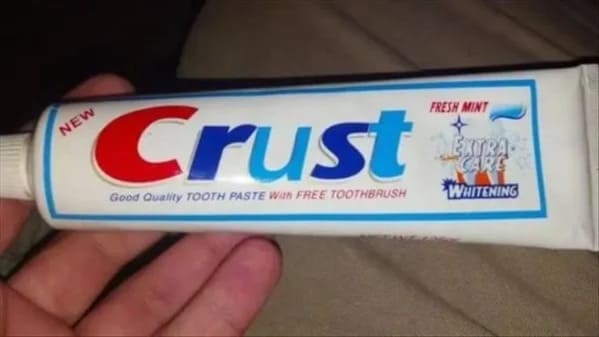 NEW
Crust
Good Quality TOOTH PASTE With FREE TOOTHBRUSH
FRESH MINT
EXTRA
CARE
WHITENING